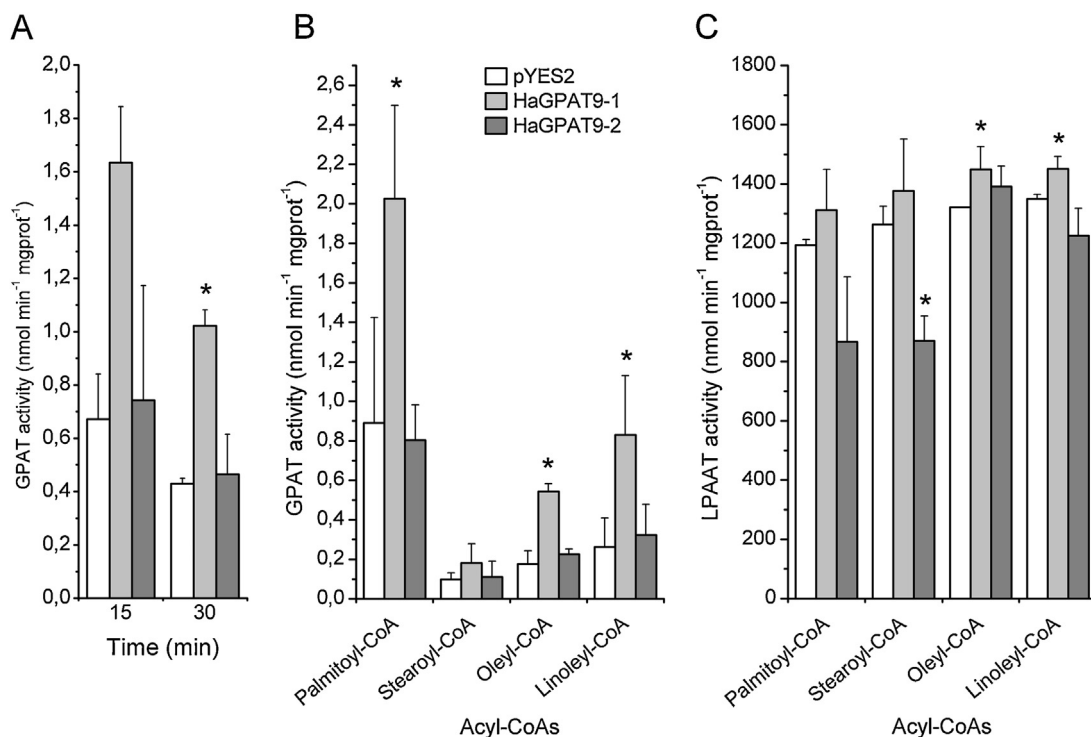 A
GPAT activity (nmol min⁻¹ mgprot⁻¹)
2,0
1,8
1,6
1,4
1,2
1,0
0,8
0,6
0,4
0,2
0,0
*
15
30
Time (min)
B
GPAT activity (nmol min⁻¹ mgprot⁻¹)
2,6
2,4
2,2
2,0
1,8
1,6
1,4
1,2
1,0
0,8
0,6
0,4
0,2
0,0
pYES2
HaGPAT9-1
HaGPAT9-2
*
*
*
Palmitoyl-CoA
Stearoyl-CoA
Oleyl-CoA
Linoleyl-CoA
Acyl-CoAs
C
LPAAT activity (nmol min⁻¹ mgprot⁻¹)
1800
1600
1400
1200
1000
800
600
400
200
0
*
*
*
Palmitoyl-CoA
Stearoyl-CoA
Oleyl-CoA
Linoleyl-CoA
Acyl-CoAs